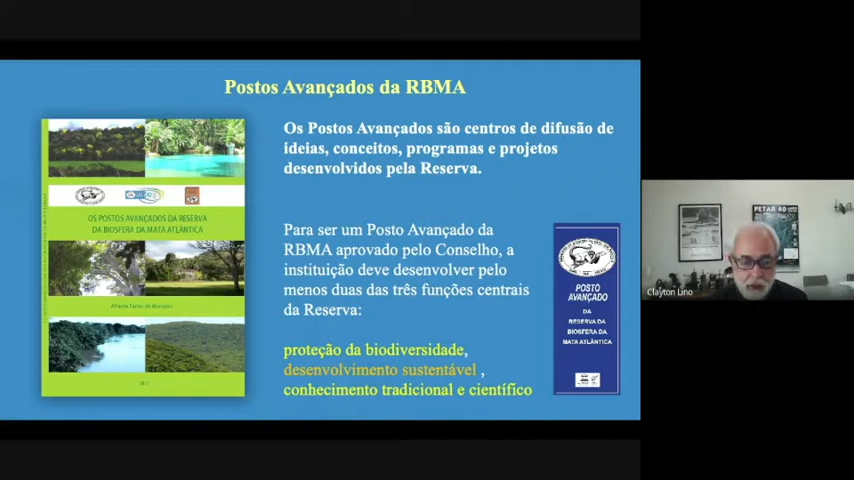 Postos Avançados da RBMA
Os Postos Avançados são centros de difusão de
ideias, conceitos, programas e projetos
desenvolvidos pela Reserva.
OS POSTOS AVANÇADOS DA RESERVA
DA BIOSFERA DA MATA ATLÂNTICA
Para ser um Posto Avançado da
RBMA aprovado pelo Conselho, a
instituição deve desenvolver pelo
menos duas das três funções centrais
da Reserva:
proteção da biodiversidade,
desenvolvimento sustentável ,
conhecimento tradicional e científico
POSTO
AVANÇADO
DA
RESERVA DA
BIOSFERA DA
MATA ATLÂNTICA
PETAR 40
Clayton Lino